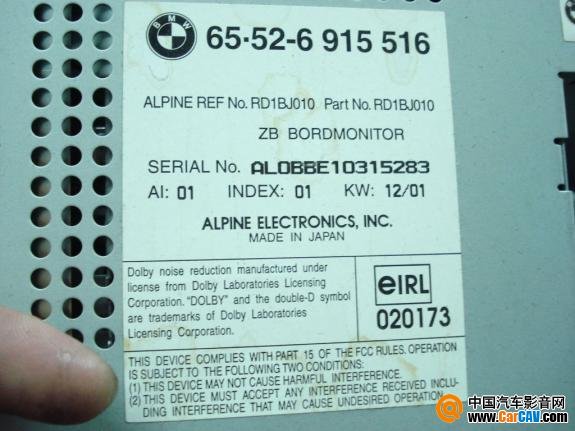 BMW 65-52-6 915 516
ALPINE REF No. RD1BJ010 Part No. RD1BJ010
ZB BORDMONITOR
SERIAL No. AL0BBE10315283
AI: 01 INDEX: 01 KW: 12/01
ALPINE ELECTRONICS, INC.
MADE IN JAPAN
Dolby noise reduction manufactured under
license from Dolby Laboratories Licensing
Corporation. "DOLBY" and the double-D symbol
are trademarks of Dolby Laboratories
Licensing Corporation.
eIRL
020173
THIS DEVICE COMPLIES WITH PART 15 OF THE FCC RULES. OPERATION
IS SUBJECT TO THE FOLLOWING TWO CONDITIONS:
(1) THIS DEVICE MAY NOT CAUSE HARMFUL INTERFERENCE.
(2) THIS DEVICE MUST ACCEPT ANY INTERFERENCE RECEIVED INCLU-
DING INTERFERENCE THAT MAY CAUSE UNDESIRED OPERATION.
中国汽车影音网
www.CarCAV.com